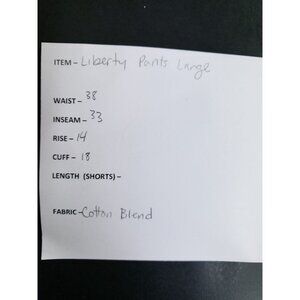 ITEM – Liberty Pants Large
WAIST – 38
INSEAM – 33
RISE – 14
CUFF – 18
LENGTH (SHORTS) –
FABRIC – Cotton Blend